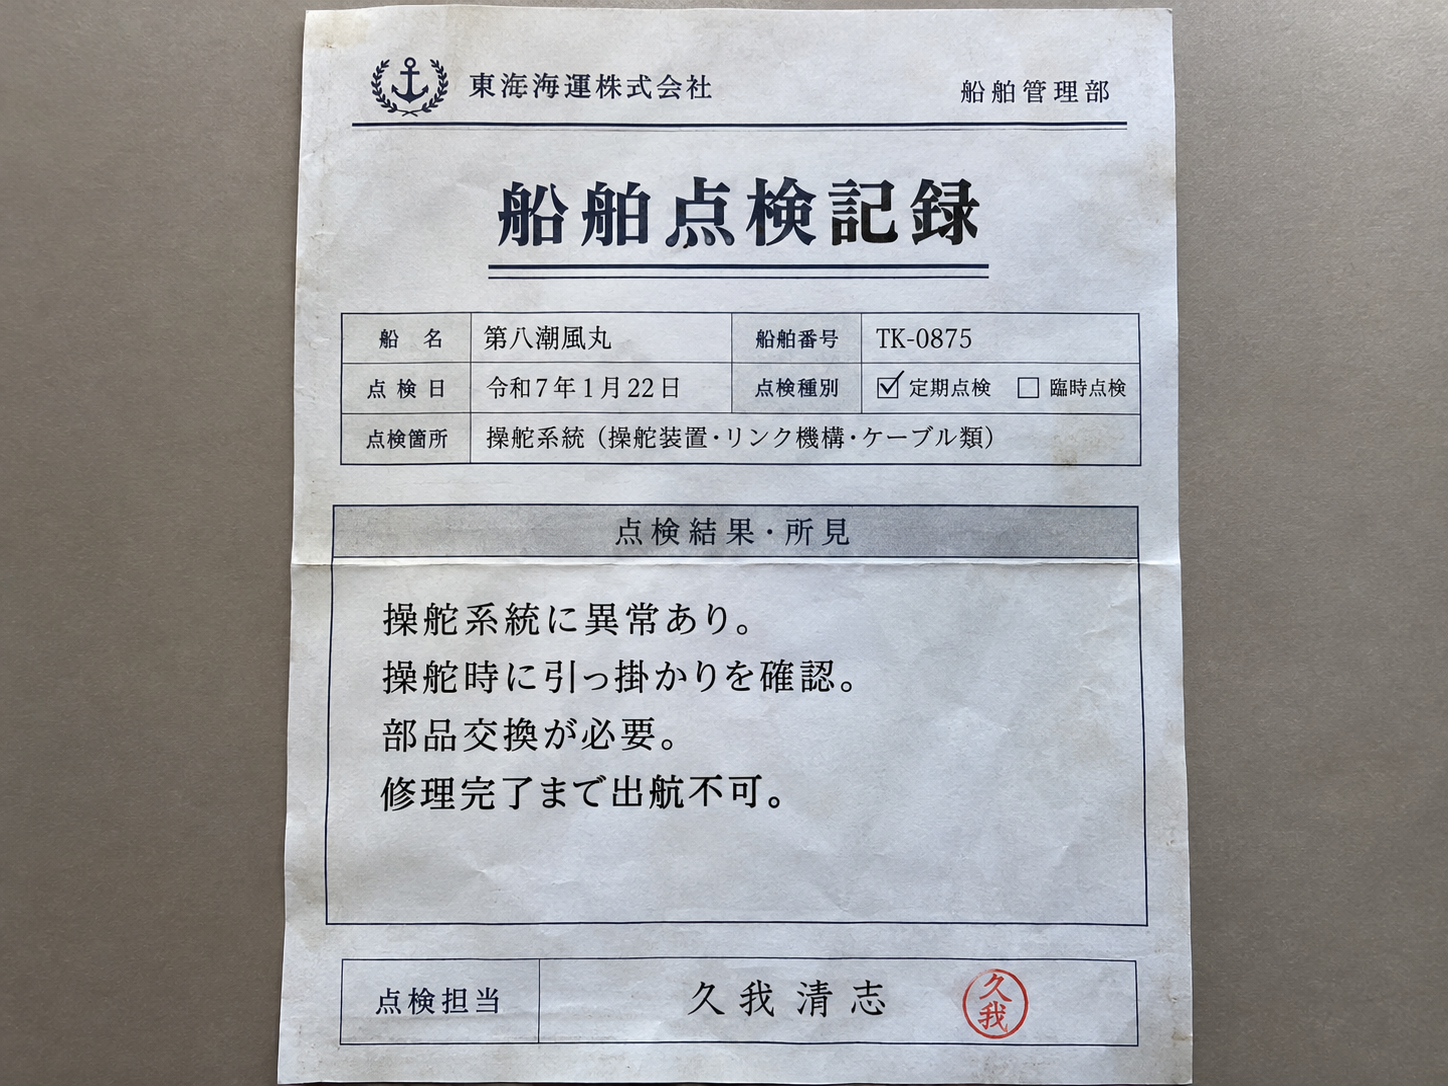 東海海運株式会社
船舶管理部
船舶点検記録
船名 第八潮風丸 船舶番号 TK-0875
点検日 令和7年1月22日 点検種別 ☑ 定期点検 ☐ 臨時点検
点検箇所 操舵系統（操舵装置・リンク機構・ケーブル類）
点検結果・所見
操舵系統に異常あり。
操舵時に引っ掛かりを確認。
部品交換が必要。
修理完了まで出航不可。
点検担当 久我清志 久我